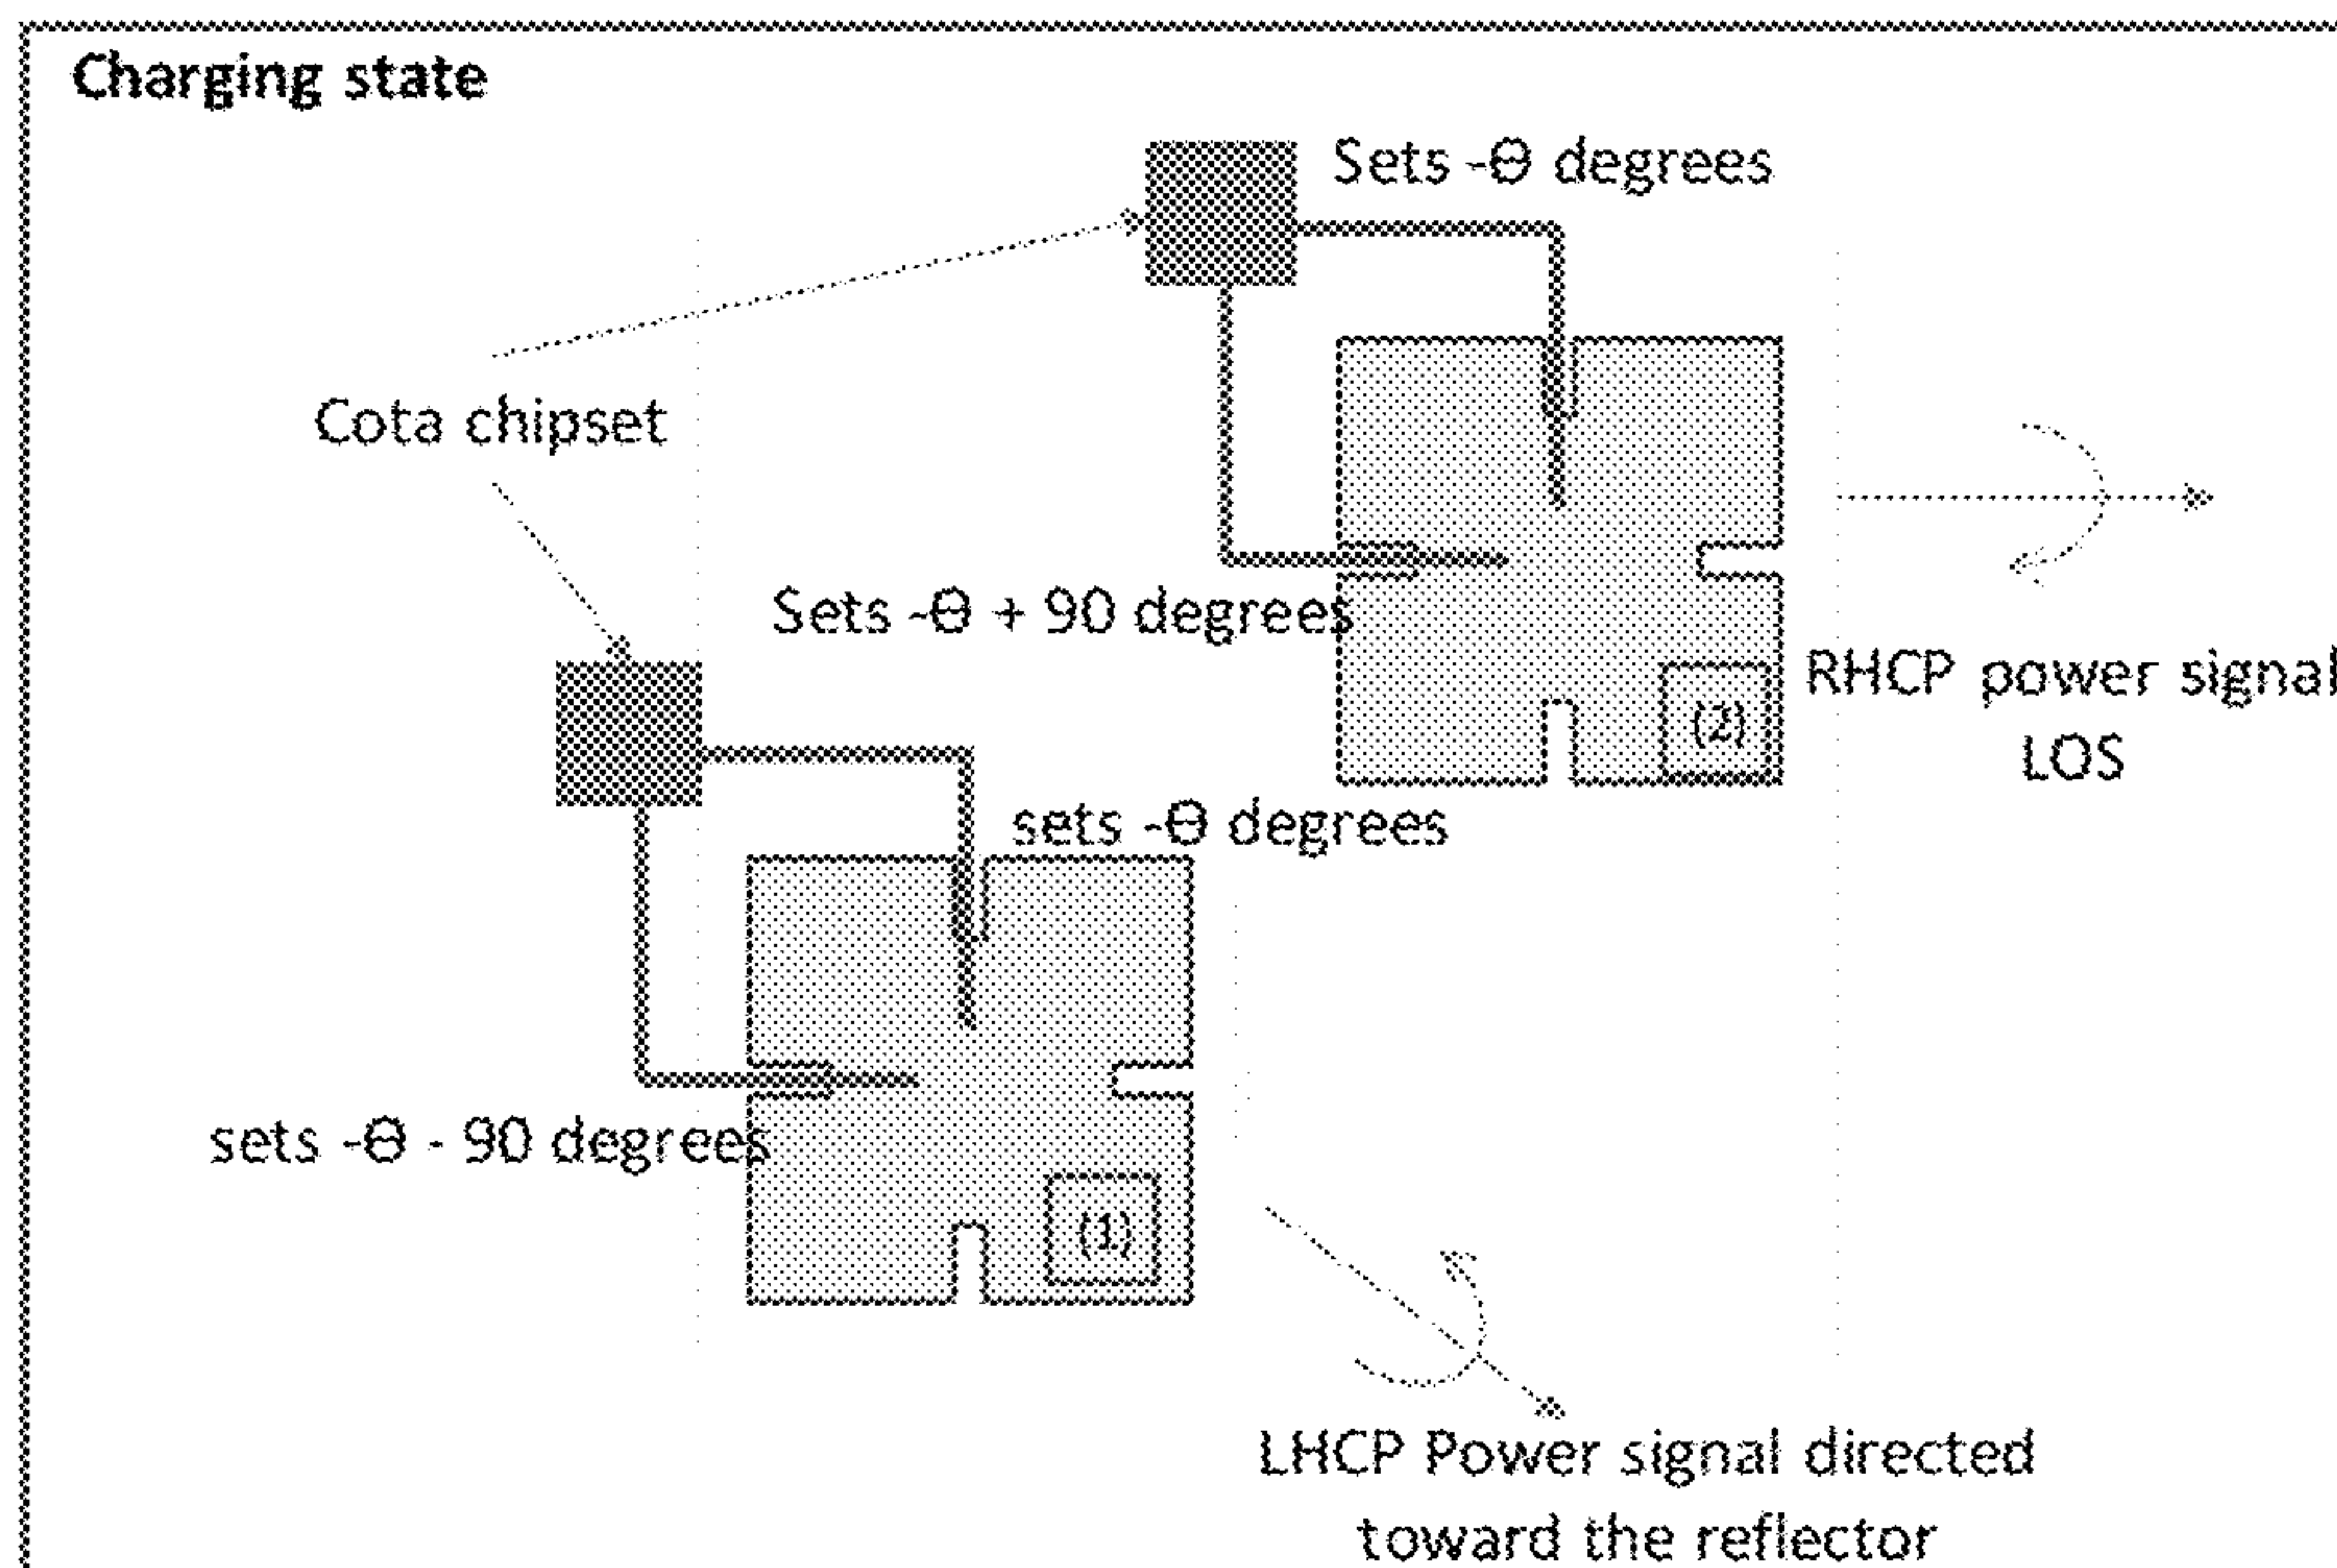 Charging state
Sets -Θ degrees
Cota chipset
Sets -Θ + 90 degrees
(2)
RHCP power signal
LOS
sets -Θ degrees
sets -Θ - 90 degrees
(1)
LHCP Power signal directed
toward the reflector